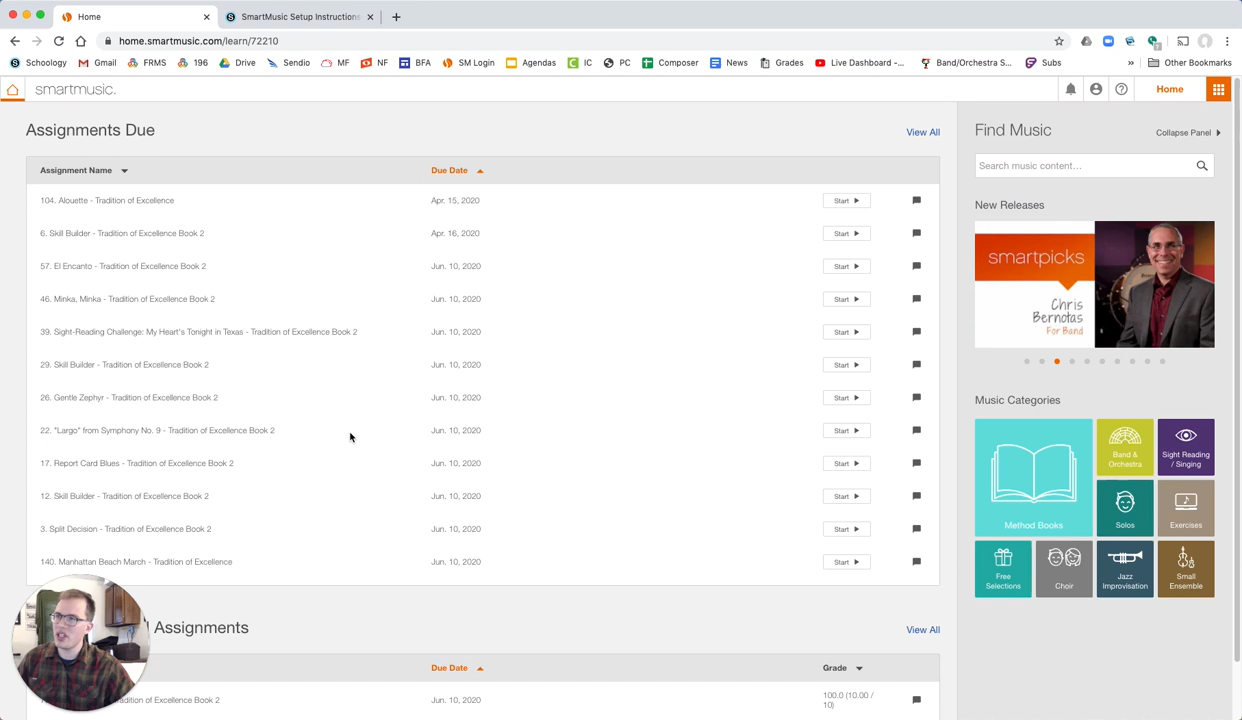 Home
SmartMusic Setup Instructions
home.smartmusic.com/learn/72210
Schoology Gmail FRMS 196 Drive Sendio MF NF BFA SM Login Agendas IC PC Composer News Grades Live Dashboard -... Band/Orchestra S... Subs » Other Bookmarks
smartmusic. Home
Assignments Due View All
Assignment Name Due Date
104. Alouette - Tradition of Excellence Apr. 15, 2020 Start
6. Skill Builder - Tradition of Excellence Book 2 Apr. 16, 2020 Start
57. El Encanto - Tradition of Excellence Book 2 Jun. 10, 2020 Start
46. Minka, Minka - Tradition of Excellence Book 2 Jun. 10, 2020 Start
39. Sight-Reading Challenge: My Heart's Tonight in Texas - Tradition of Excellence Book 2 Jun. 10, 2020 Start
29. Skill Builder - Tradition of Excellence Book 2 Jun. 10, 2020 Start
26. Gentle Zephyr - Tradition of Excellence Book 2 Jun. 10, 2020 Start
22. "Largo" from Symphony No. 9 - Tradition of Excellence Book 2 Jun. 10, 2020 Start
17. Report Card Blues - Tradition of Excellence Book 2 Jun. 10, 2020 Start
12. Skill Builder - Tradition of Excellence Book 2 Jun. 10, 2020 Start
3. Split Decision - Tradition of Excellence Book 2 Jun. 10, 2020 Start
140. Manhattan Beach March - Tradition of Excellence Jun. 10, 2020 Start
Assignments View All
Due Date Grade
dition of Excellence Book 2 Jun. 10, 2020 100.0 (10.00 /
10)
Find Music Collapse Panel
Search music content...
New Releases
smartpicks
Chris
Bernotas
For Band
Music Categories
Method Books
Band &
Orchestra
Sight Reading
/ Singing
Solos
Exercises
Free
Selections
Choir
Jazz
Improvisation
Small
Ensemble